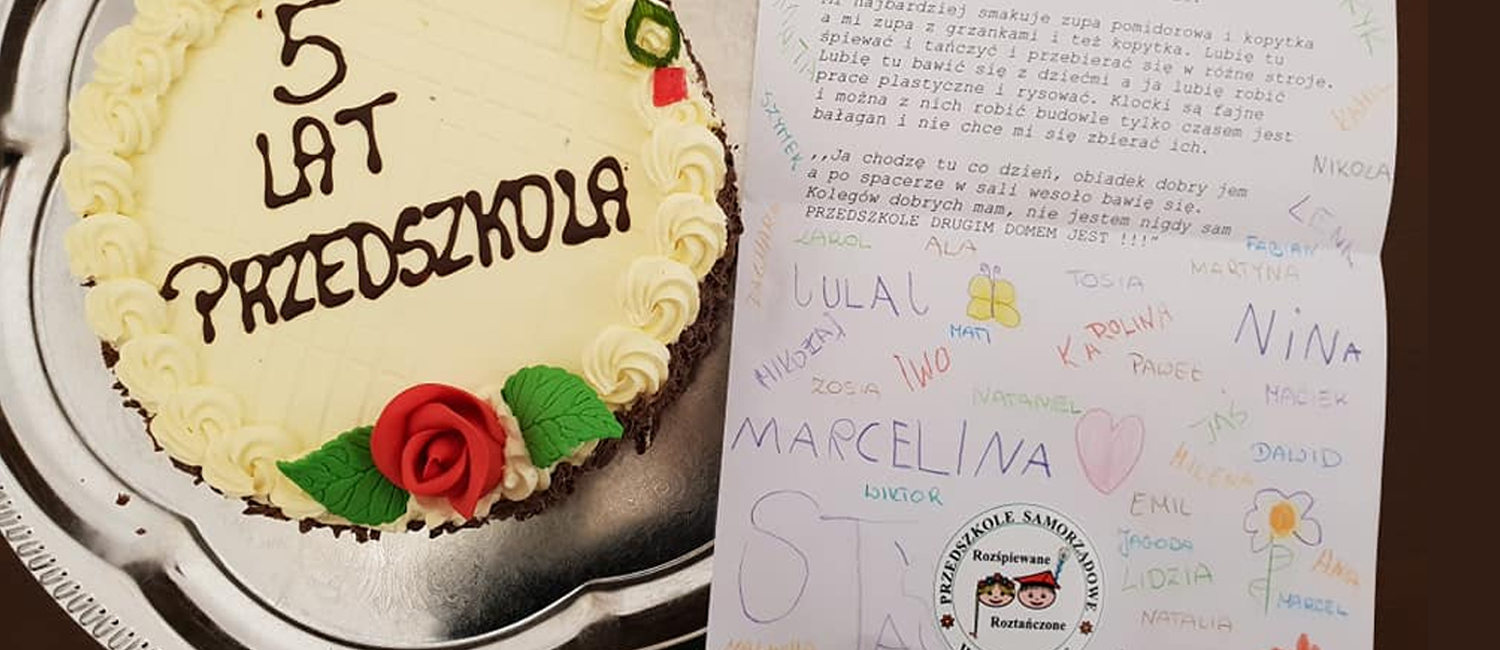 5
LAT
PRZEDSZKOLA
Mi najbardziej smakuje zupa pomidorowa i kopytka
a mi zupa z grzankami i też kopytka. Lubię tu
śpiewać i tańczyć i przebierać się w różne stroje.
Lubię tu bawić się z dziećmi a ja lubię robić
prace plastyczne i rysować. Klocki są fajne
i można z nich robić budowle tylko czasem jest
bałagan i nie chce mi się zbierać ich.
,,Ja chodzę tu co dzień, obiadek dobry jem
a po spacerze w sali wesoło bawię się.
Kolegów dobrych mam, nie jestem nigdy sam
PRZEDSZKOLE DRUGIM DOMEM JEST !!!"
KAMIL
SZYMEK
NIKOLA
LENA
KAROL ALA FABIAN
LULA TOSIA MARTYNA
MATI KAROLINA NINA
MIKOŁAJ IWO PAWEŁ
ZOSIA NATANEL MACIEK
MARCELINA JAŚ DAWID
MILENA
WIKTOR EMIL
JAGODA ANIA
LIDZIA MARCEL
NATALIA
PRZEDSZKOLE SAMORZĄDOWE
Rozśpiewane
Roztańczone